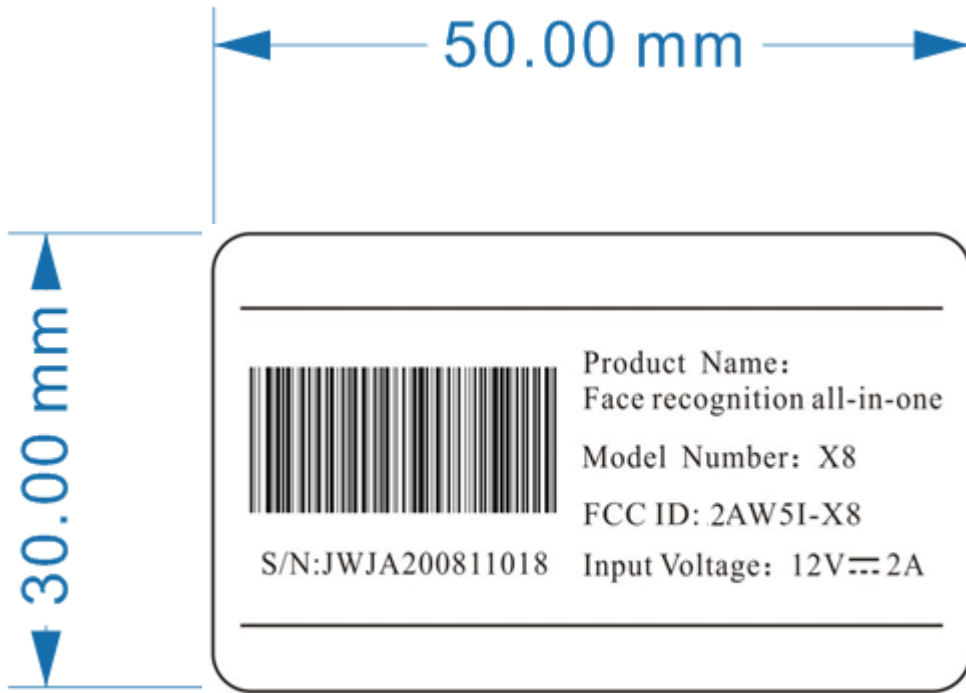 50.00 mm
30.00 mm
Product Name：
Face recognition all-in-one
Model Number：X8
FCC ID: 2AW5I-X8
S/N:JWJA200811018
Input Voltage：12V⎓2A